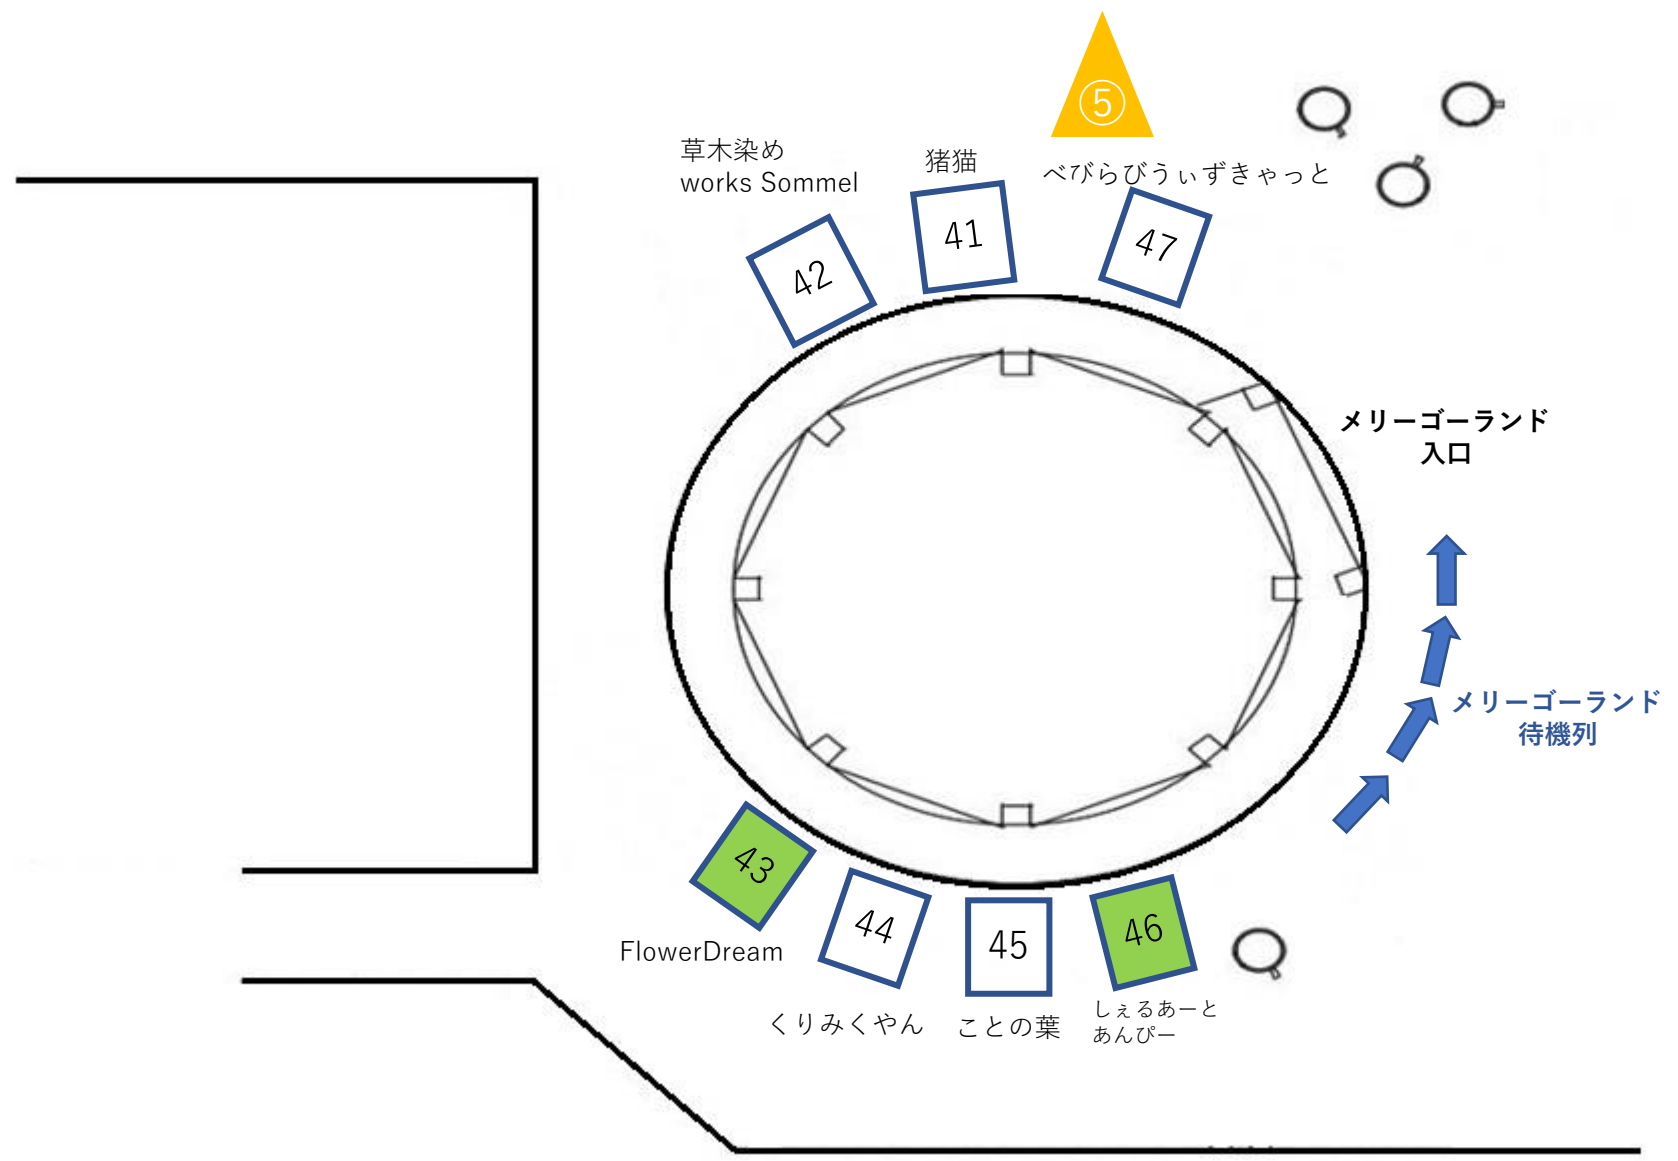 ⑤
草木染め
works Sommel
猪猫
べびらびうぃずきゃっと
42
41
47
メリーゴーランド
入口
メリーゴーランド
待機列
43
44
45
46
FlowerDream
くりみくやん
ことの葉
しぇるあーと
あんぴー